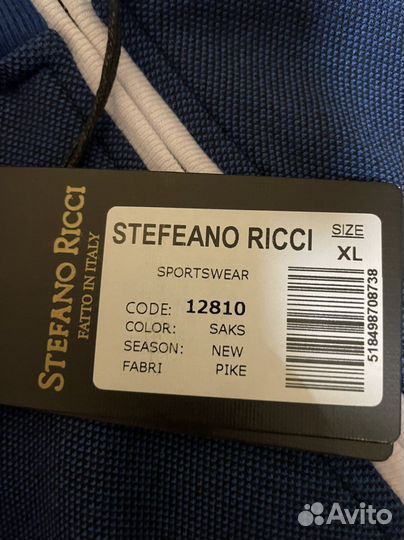 STEFANO RICCI
FATTO IN ITALY
STEFEANO RICCI
SIZE
XL
SPORTSWEAR
CODE: 12810
COLOR: SAKS
SEASON: NEW
FABRI PIKE
518498708738
Avito